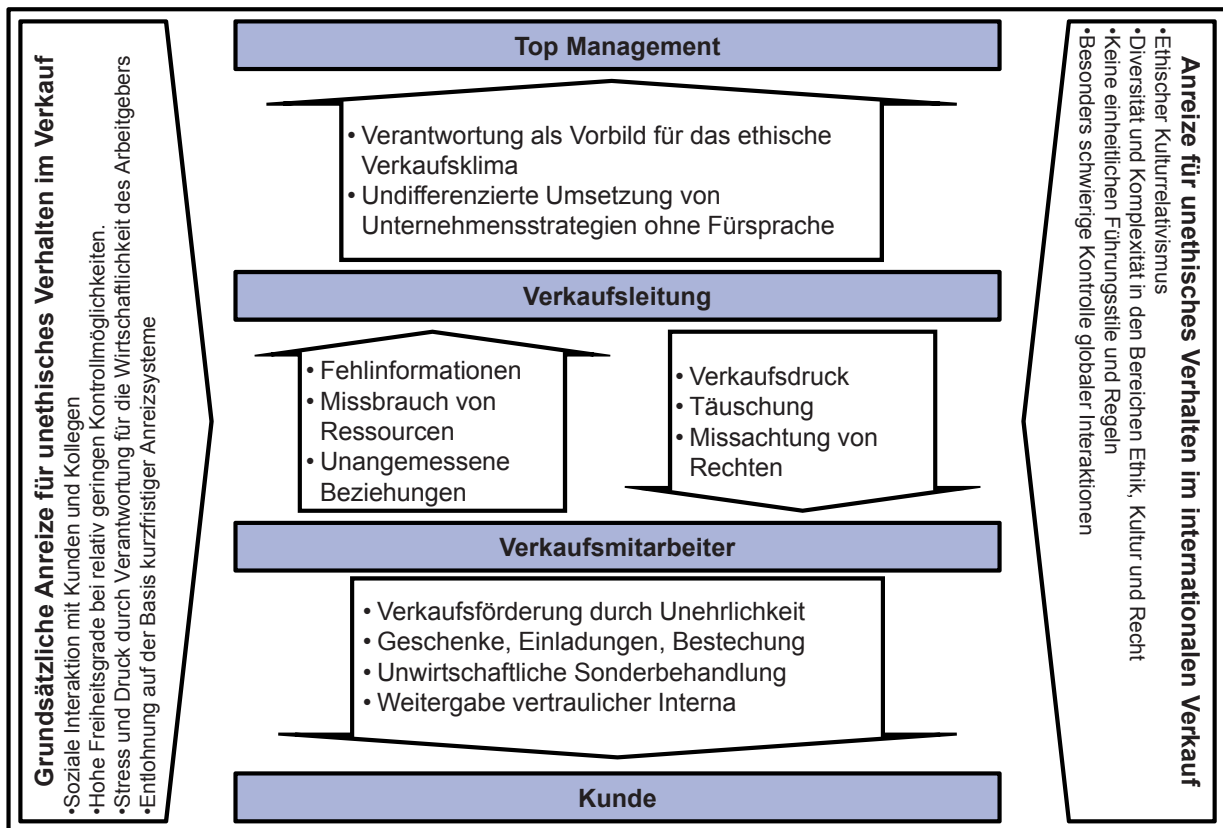 Grundsätzliche Anreize für unethisches Verhalten im Verkauf
•Soziale Interaktion mit Kunden und Kollegen
•Hohe Freiheitsgrade bei relativ geringen Kontrollmöglichkeiten.
•Stress und Druck durch Verantwortung für die Wirtschaftlichkeit des Arbeitgebers
•Entlohnung auf der Basis kurzfristiger Anreizsysteme
Top Management
• Verantwortung als Vorbild für das ethische
Verkaufsklima
• Undifferenzierte Umsetzung von
Unternehmensstrategien ohne Fürsprache
Verkaufsleitung
• Fehlinformationen
• Missbrauch von
Ressourcen
• Unangemessene
Beziehungen
• Verkaufsdruck
• Täuschung
• Missachtung von
Rechten
Verkaufsmitarbeiter
• Verkaufsförderung durch Unehrlichkeit
• Geschenke, Einladungen, Bestechung
• Unwirtschaftliche Sonderbehandlung
• Weitergabe vertraulicher Interna
Kunde
Anreize für unethisches Verhalten im internationalen Verkauf
•Ethischer Kulturrelativismus
•Diversität und Komplexität in den Bereichen Ethik, Kultur und Recht
•Keine einheitlichen Führungsstile und Regeln
•Besonders schwierige Kontrolle globaler Interaktionen